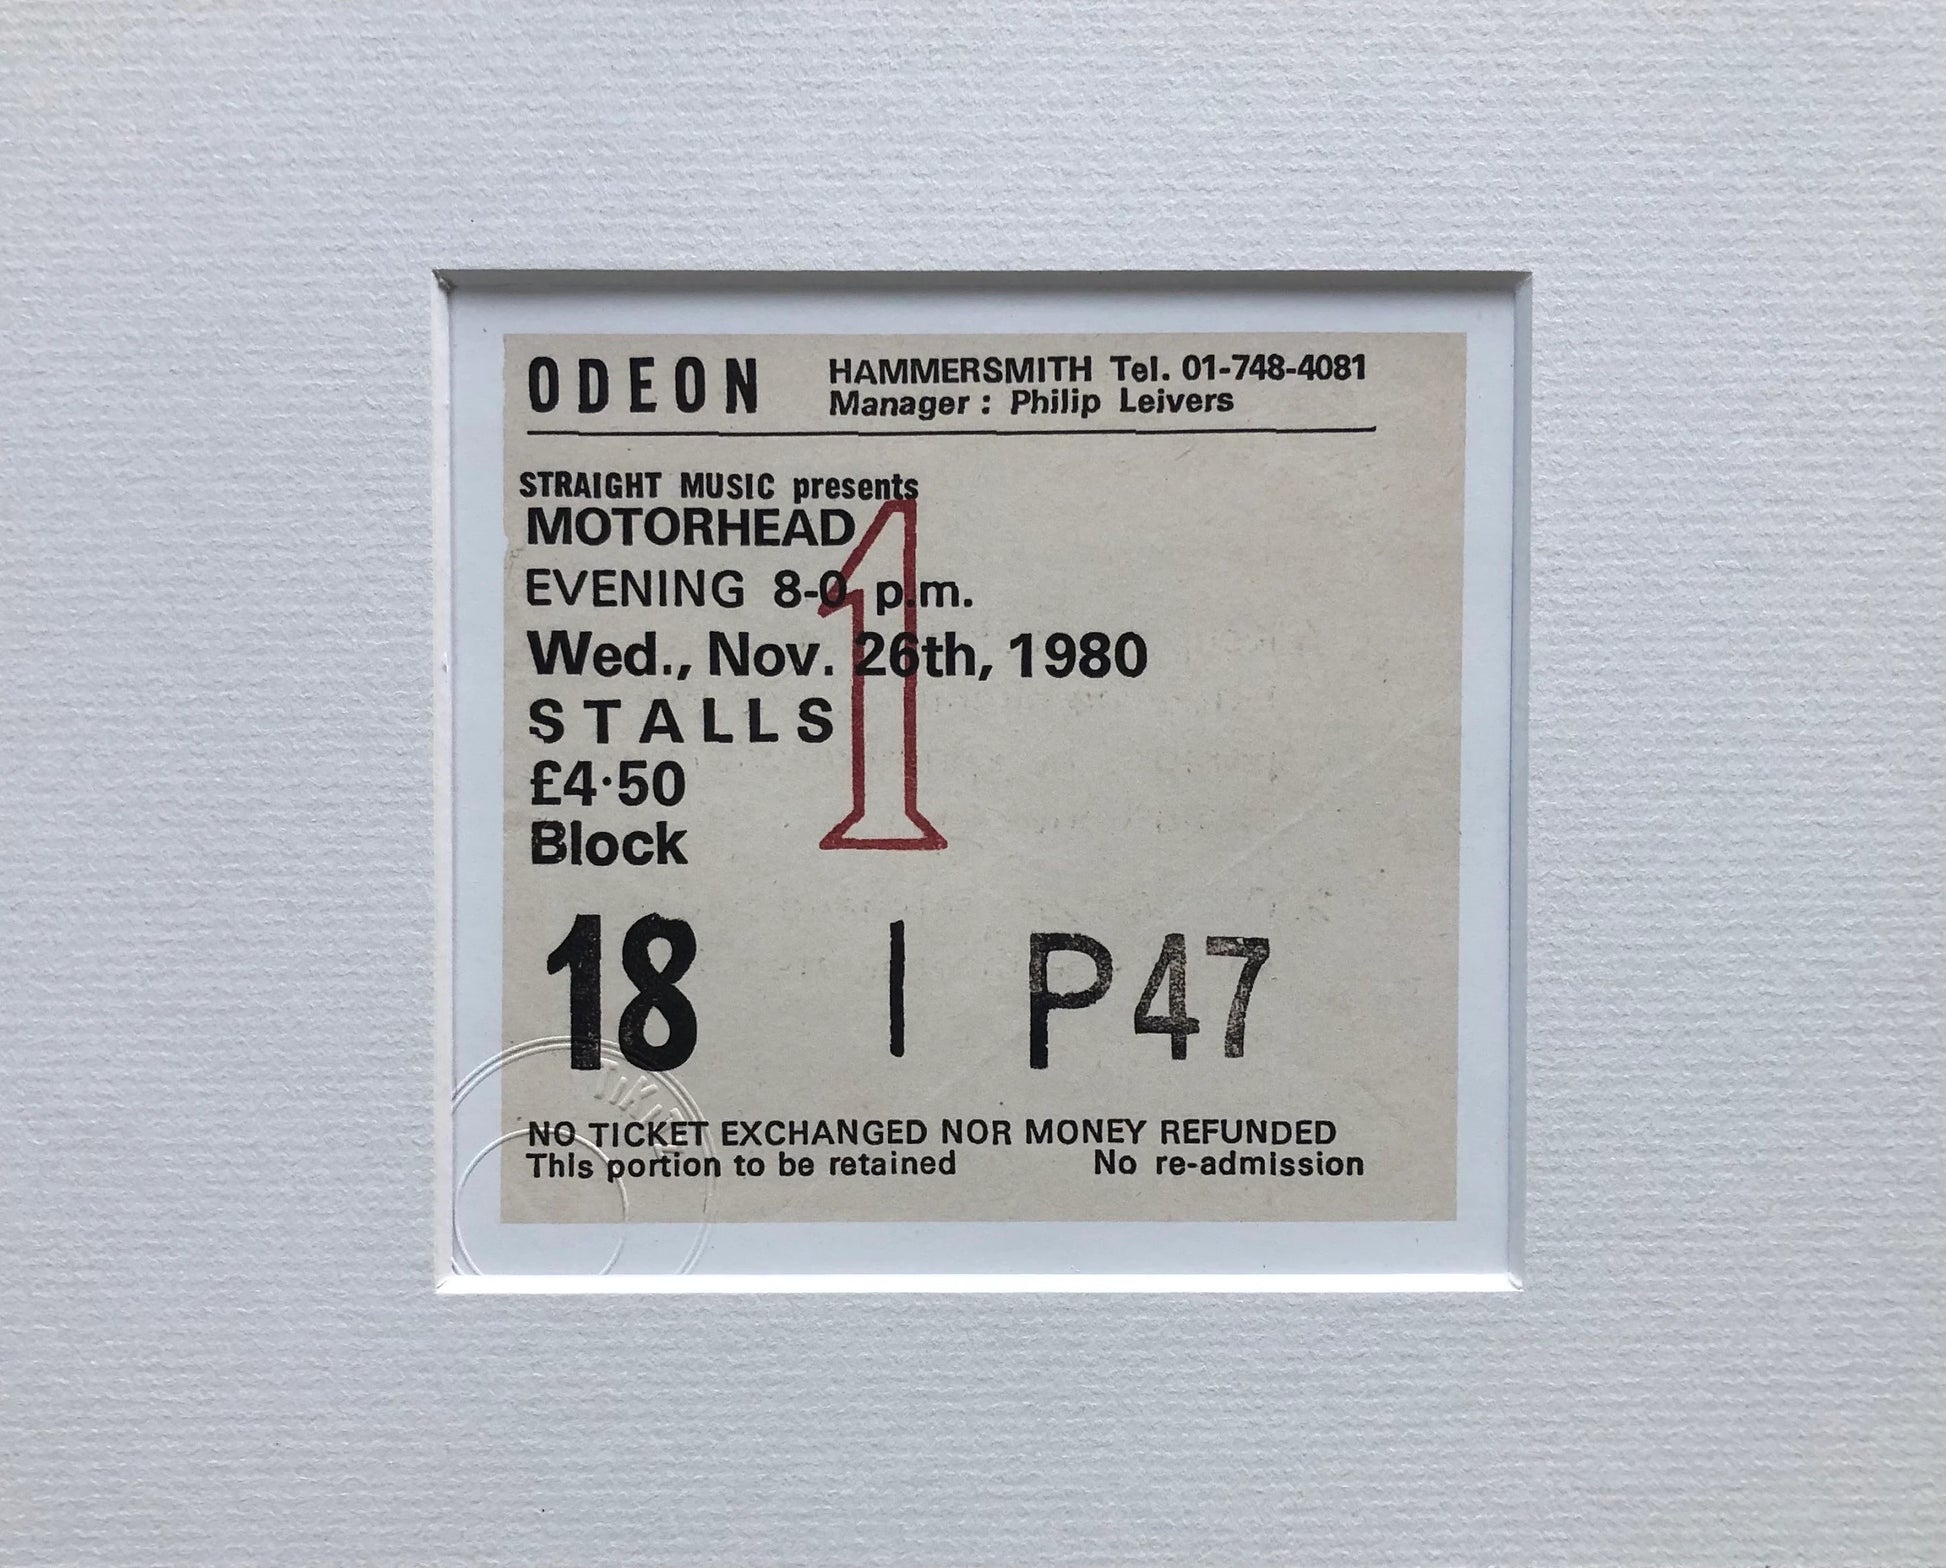 ODEON HAMMERSMITH Tel. 01-748-4081
Manager : Philip Leivers
STRAIGHT MUSIC presents
MOTORHEAD
EVENING 8-0 p.m.
Wed., Nov. 26th, 1980
STALLS
£4·50
Block
1
18 I P47
NO TICKET EXCHANGED NOR MONEY REFUNDED
This portion to be retained No re-admission